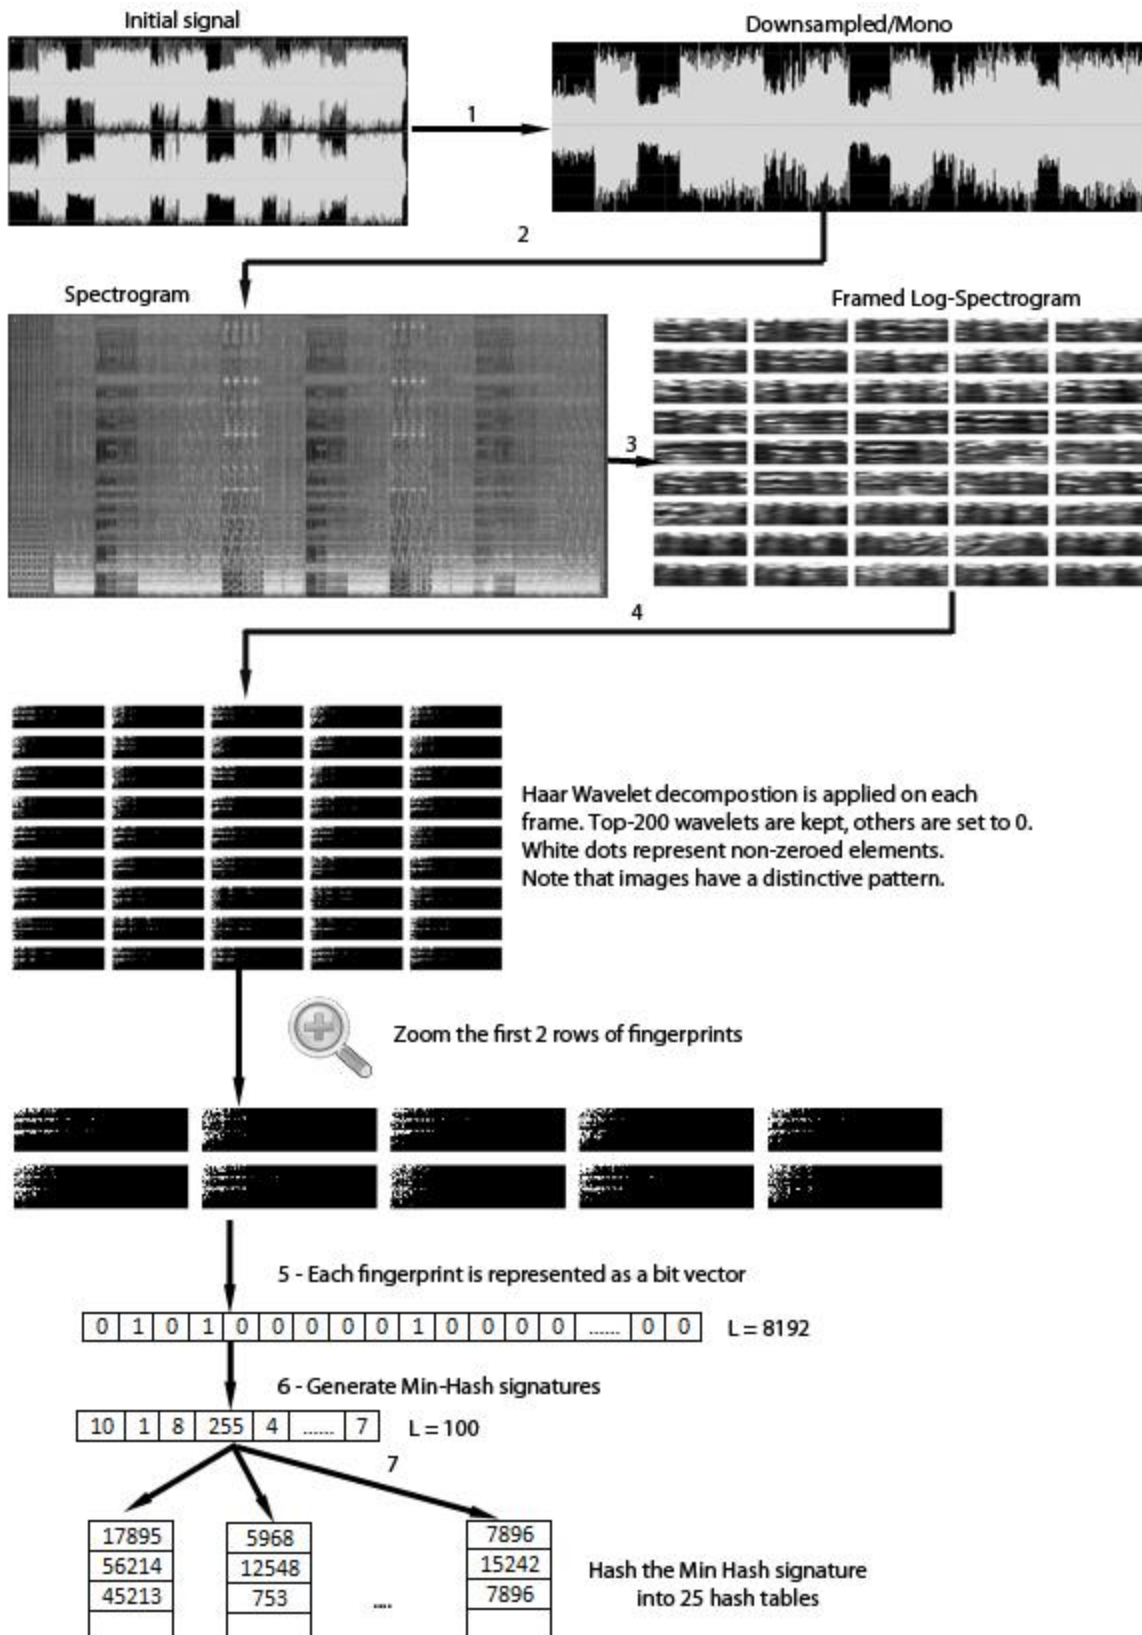 Initial signal
Downsampled/Mono
1
2
Spectrogram
Framed Log-Spectrogram
3
4
Haar Wavelet decompostion is applied on each
frame. Top-200 wavelets are kept, others are set to 0.
White dots represent non-zeroed elements.
Note that images have a distinctive pattern.
Zoom the first 2 rows of fingerprints
5 - Each fingerprint is represented as a bit vector
0 1 0 1 0 0 0 0 0 1 0 0 0 0 ...... 0 0 L = 8192
6 - Generate Min-Hash signatures
10 1 8 255 4 ...... 7 L = 100
7
17895 5968 7896
56214 12548 15242
45213 753 .... 7896
Hash the Min Hash signature
into 25 hash tables